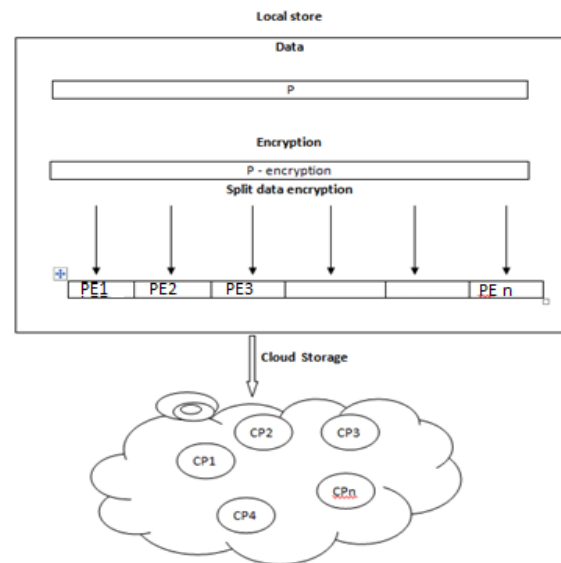 Local store
Data
P
Encryption
P - encryption
Split data encryption
PE1 PE2 PE3 PE n
Cloud Storage
CP2 CP3
CP1
CPn
CP4